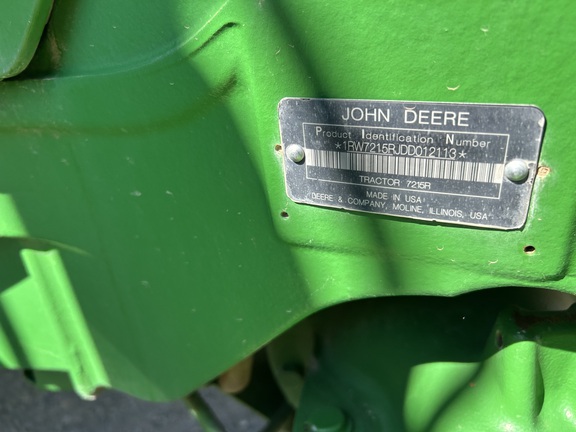 JOHN DEERE
Product Identification Number
*1RW7215RJDD012113*
TRACTOR 7215R
MADE IN USA
DEERE & COMPANY, MOLINE, ILLINOIS, USA